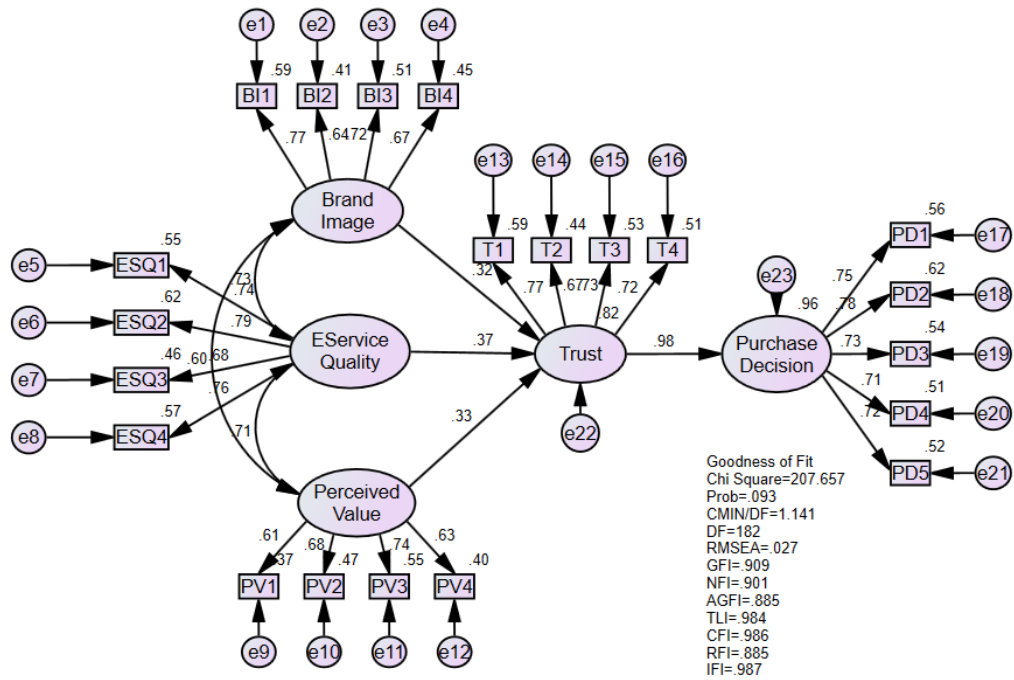 e1 e2 e3 e4
.59 .41 .51 .45
BI1 BI2 BI3 BI4
.77 .64 .72 .67
Brand
Image
e13 e14 e15 e16
.59 .44 .53 .51
T1 T2 T3 T4
.32 .77 .67 .73 .72
.82
.55
e5 ESQ1
.73
.74
.62
e6 ESQ2
.79
.46
e7 ESQ3
.60 .68
.57
e8 ESQ4
.76
.71
EService
Quality
.37
Trust
.98
e22
.33
e23
.96
Purchase
Decision
.56
.75 PD1 e17
.62
.78 PD2 e18
.54
.73 PD3 e19
.51
.71 PD4 e20
.52
.72 PD5 e21
Perceived
Value
.61 .68 .74 .63
.37 .47 .55 .40
PV1 PV2 PV3 PV4
e9 e10 e11 e12
Goodness of Fit
Chi Square=207.657
Prob=.093
CMIN/DF=1.141
DF=182
RMSEA=.027
GFI=.909
NFI=.901
AGFI=.885
TLI=.984
CFI=.986
RFI=.885
IFI=.987